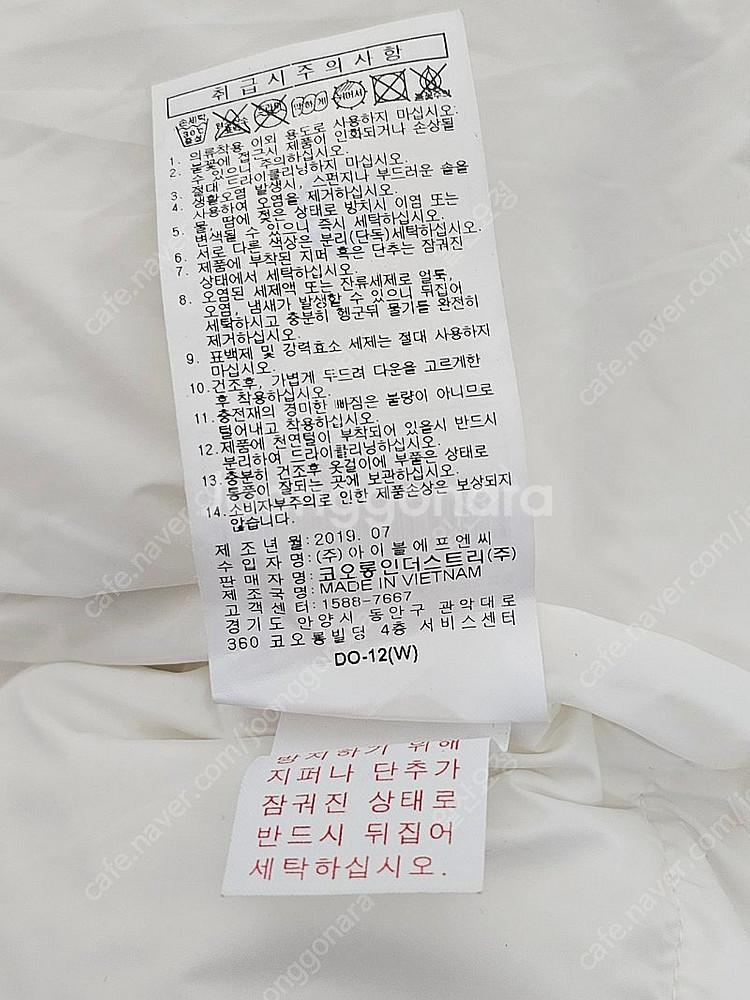 취급시주의사항
손세탁
30℃
중성
약하게
1. 의류착용 이외 용도로 사용하지 마십시오.
2. 불꽃에 접근시 제품이 인화되거나 손상될
수 있으니 주의하십시오.
3. 절대 드라이클리닝하지 마십시오.
4. 생활오염 발생시, 스펀지나 부드러운 솔을
사용하여 오염을 제거하십시오.
5. 물, 땀에 젖은 상태로 방치시 이염 또는
변색될 수 있으니 즉시 세탁하십시오.
6. 서로 다른 색상은 분리(단독)세탁하십시오.
7. 제품에 부착된 지퍼 혹은 단추는 잠궈진
상태에서 세탁하십시오.
8. 오염된 세제액 또는 잔류세제로 얼룩,
오염, 냄새가 발생할 수 있으니 뒤집어
세탁하시고 충분히 헹군뒤 물기를 완전히
제거하십시오.
9. 표백제 및 강력효소 세제는 절대 사용하지
마십시오.
10.건조후, 가볍게 두드려 다운을 고르게한
후 착용하십시오.
11.충전재의 경미한 빠짐은 불량이 아니므로
털어내고 착용하십시오.
12.제품에 천연털이 부착되어 있을시 반드시
분리하여 드라이클리닝하십시오.
13.충분히 건조후 옷걸이에 부풀은 상태로
통풍이 잘되는 곳에 보관하십시오.
14.소비자부주의로 인한 제품손상은 보상되지
않습니다.
제조년월:2019. 07
수입자명:(주)아이블에프엔씨
판매자명:코오롱인더스트리(주)
제조국명:MADE IN VIETNAM
고객센터:1588-7667
경기도 안양시 동안구 관악대로
360 코오롱빌딩 4층 서비스센터
DO-12(W)
방지하기 위해
지퍼나 단추가
잠궈진 상태로
반드시 뒤집어
세탁하십시오.
joonggonara